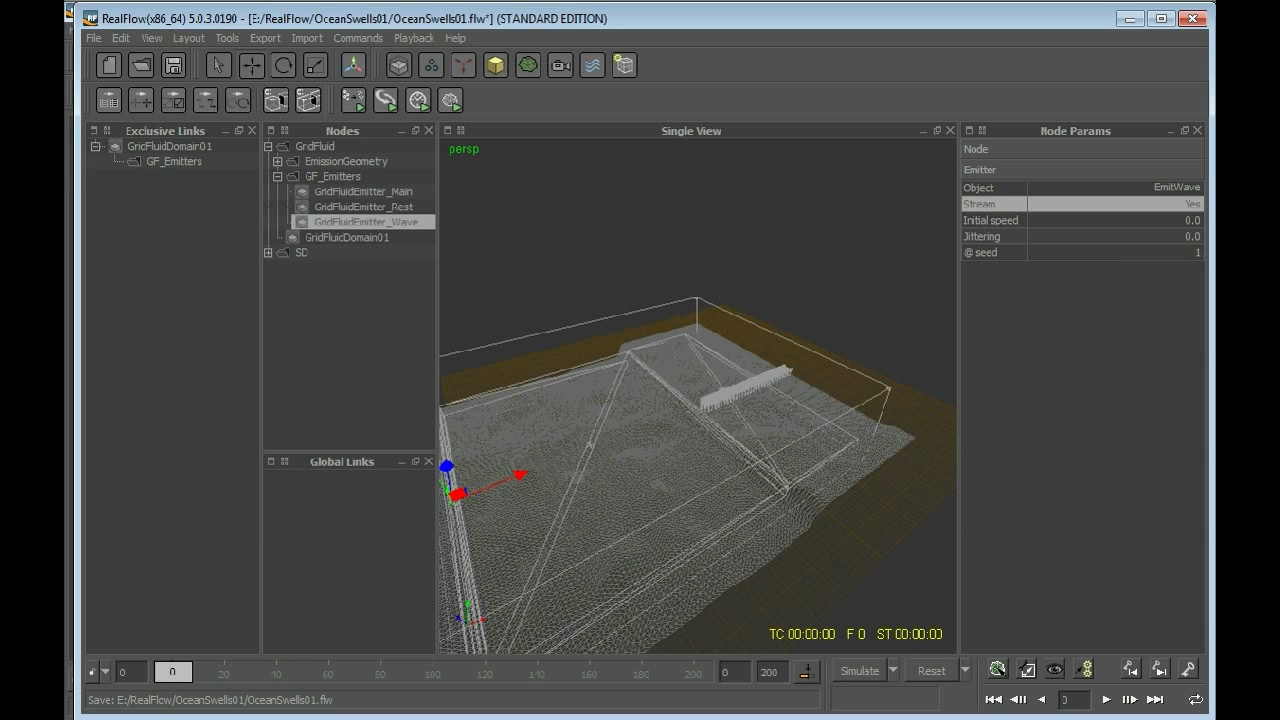 RealFlow(x86_64) 5.0.3.0190 - [E:/RealFlow/OceanSwells01/OceanSwells01.flw*] (STANDARD EDITION)
File Edit View Layout Tools Export Import Commands Playback Help
Exclusive Links
GridFluidDomain01
GF_Emitters
Nodes
GridFluid
EmissionGeometry
GF_Emitters
GridFluidEmitter_Main
GridFluidEmitter_Rest
GridFluidEmitter_Wave
GridFluidDomain01
SD
Global Links
Single View
persp
TC 00:00:00 F 0 ST 00:00:00
Node Params
Node
Emitter
Object EmitWave
Stream Yes
Initial speed 0.0
Jittering 0.0
@ seed 1
0 0 20 40 60 80 100 120 140 160 180 200 0 200
Simulate Reset
Save: E:/RealFlow/OceanSwells01/OceanSwells01.flw
0